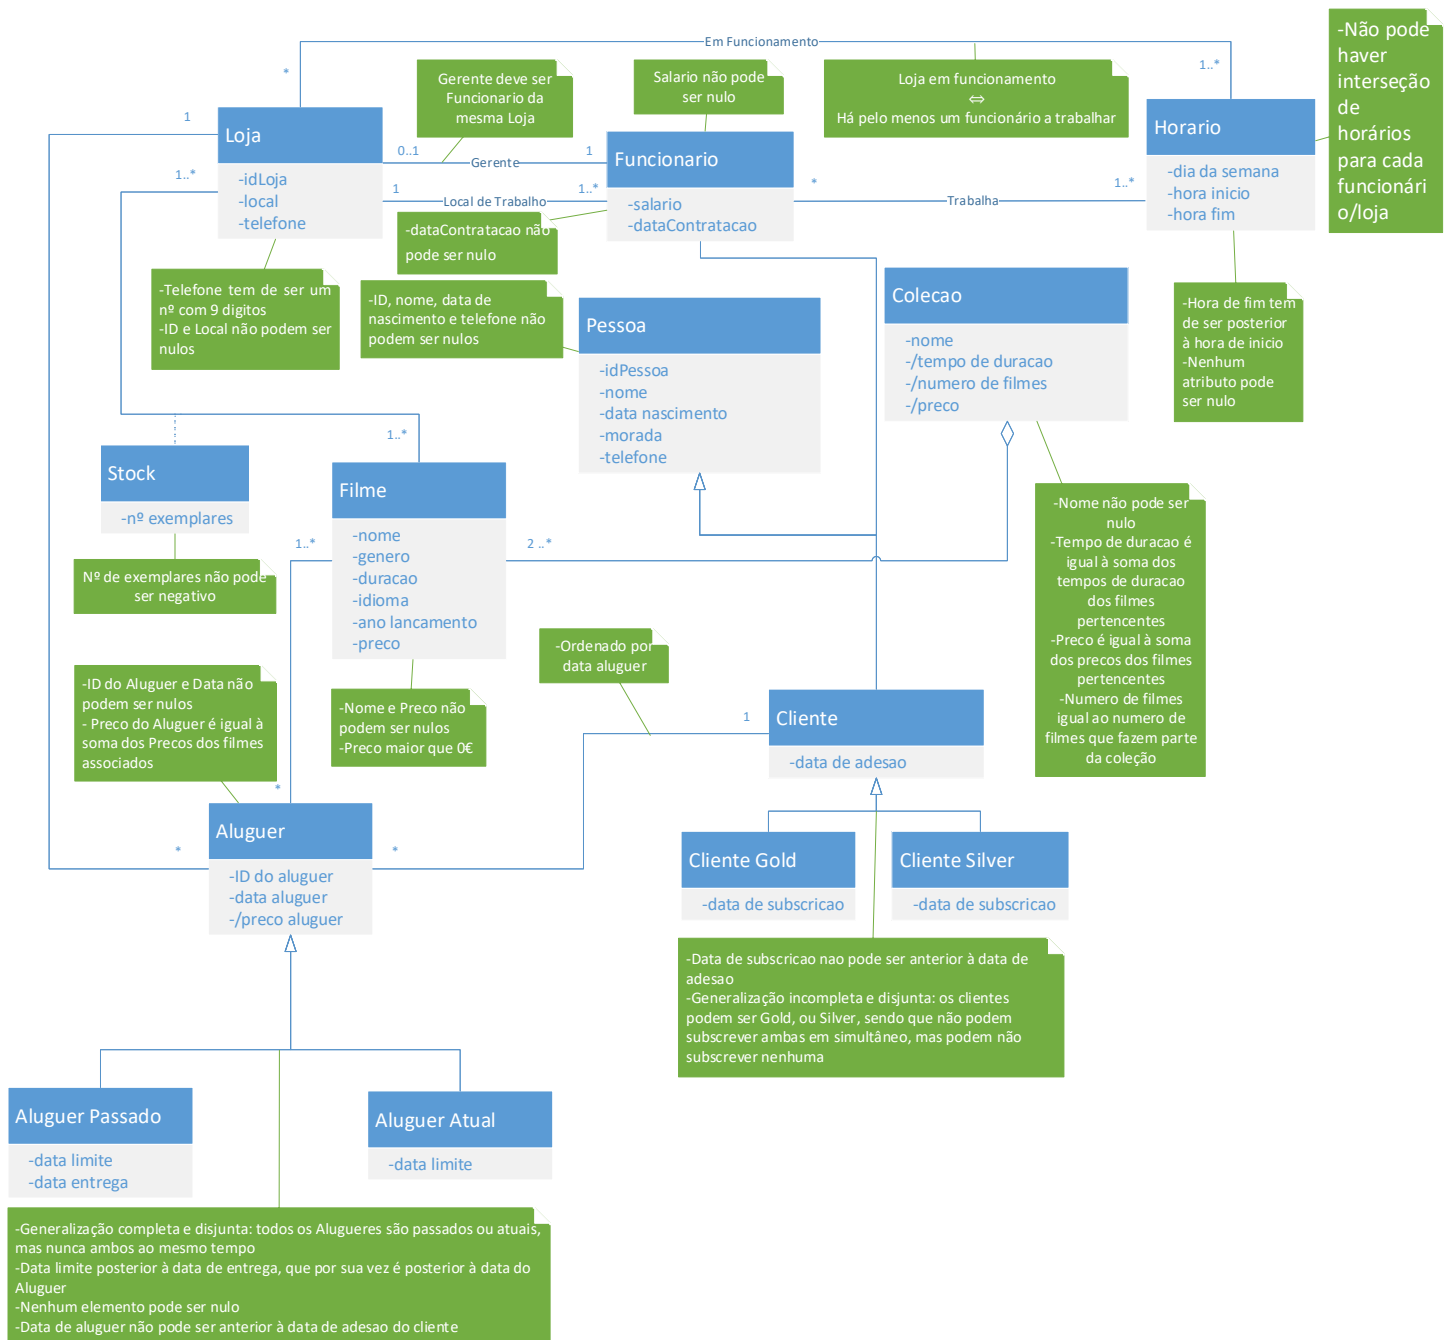 Em Funcionamento
*
1..*
-Não pode
haver
interseção
de
horários
para cada
funcionári
o/loja
Gerente deve ser
Funcionario da
mesma Loja
Salario não pode
ser nulo
Loja em funcionamento
⇔
Há pelo menos um funcionário a trabalhar
1
Loja
-idLoja
-local
-telefone
0..1
Gerente
1
1..*
1
Local de Trabalho
1..*
Funcionario
-salario
-dataContratacao
*
Trabalha
1..*
Horario
-dia da semana
-hora inicio
-hora fim
-dataContratacao não
pode ser nulo
-Telefone tem de ser um
nº com 9 digitos
-ID e Local não podem ser
nulos
-ID, nome, data de
nascimento e telefone não
podem ser nulos
Pessoa
-idPessoa
-nome
-data nascimento
-morada
-telefone
Colecao
-nome
-/tempo de duracao
-/numero de filmes
-/preco
-Hora de fim tem
de ser posterior
à hora de inicio
-Nenhum
atributo pode
ser nulo
1..*
Stock
-nº exemplares
Filme
-nome
-genero
-duracao
-idioma
-ano lancamento
-preco
1..*
2 ..*
Nº de exemplares não pode
ser negativo
-Nome não pode ser
nulo
-Tempo de duracao é
igual à soma dos
tempos de duracao
dos filmes
pertencentes
-Preco é igual à soma
dos precos dos filmes
pertencentes
-Numero de filmes
igual ao numero de
filmes que fazem parte
da coleção
-Ordenado por
data aluguer
-ID do Aluguer e Data não
podem ser nulos
- Preco do Aluguer é igual à
soma dos Precos dos filmes
associados
-Nome e Preco não
podem ser nulos
-Preco maior que 0€
1
Cliente
-data de adesao
*
*
*
Aluguer
-ID do aluguer
-data aluguer
-/preco aluguer
Cliente Gold
-data de subscricao
Cliente Silver
-data de subscricao
-Data de subscricao nao pode ser anterior à data de
adesao
-Generalização incompleta e disjunta: os clientes
podem ser Gold, ou Silver, sendo que não podem
subscrever ambas em simultâneo, mas podem não
subscrever nenhuma
Aluguer Passado
-data limite
-data entrega
Aluguer Atual
-data limite
-Generalização completa e disjunta: todos os Alugueres são passados ou atuais,
mas nunca ambos ao mesmo tempo
-Data limite posterior à data de entrega, que por sua vez é posterior à data do
Aluguer
-Nenhum elemento pode ser nulo
-Data de aluguer não pode ser anterior à data de adesao do cliente